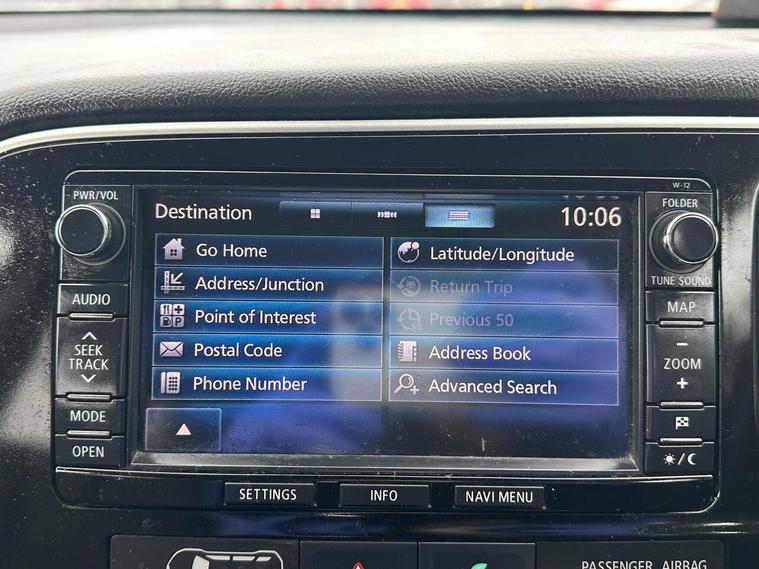 W-12
PWR/VOL
FOLDER
Destination
10:06
Go Home
Latitude/Longitude
TUNE SOUND
Address/Junction
Return Trip
AUDIO
MAP
Point of Interest
Previous 50
SEEK
TRACK
Postal Code
Address Book
ZOOM
Phone Number
Advanced Search
MODE
OPEN
SETTINGS
INFO
NAVI MENU
PASSENGER AIRBAG